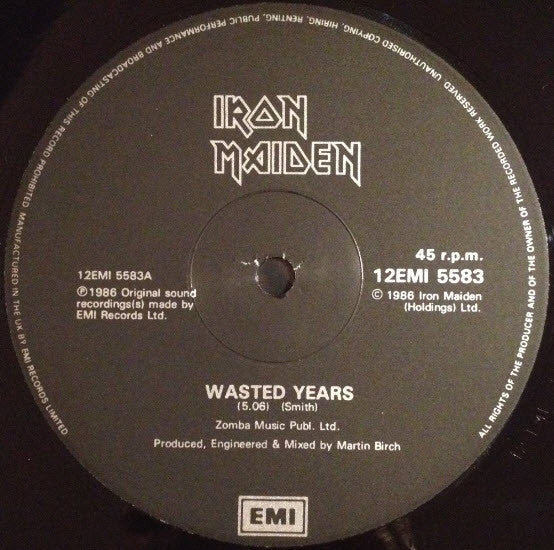 IRON
MAIDEN
12EMI 5583A
℗1986 Original sound
recordings(s) made by
EMI Records Ltd.
45 r.p.m.
12EMI 5583
© 1986 Iron Maiden
(Holdings) Ltd.
WASTED YEARS
(5.06) (Smith)
Zomba Music Publ. Ltd.
Produced, Engineered & Mixed by Martin Birch
EMI
ALL RIGHTS OF THE PRODUCER AND OF THE OWNER OF THE RECORDED WORK RESERVED UNAUTHORISED COPYING, HIRING, RENTING, PUBLIC PERFORMANCE AND BROADCASTING OF THIS RECORD PROHIBITED MANUFACTURED IN THE UK BY EMI RECORDS LIMITED